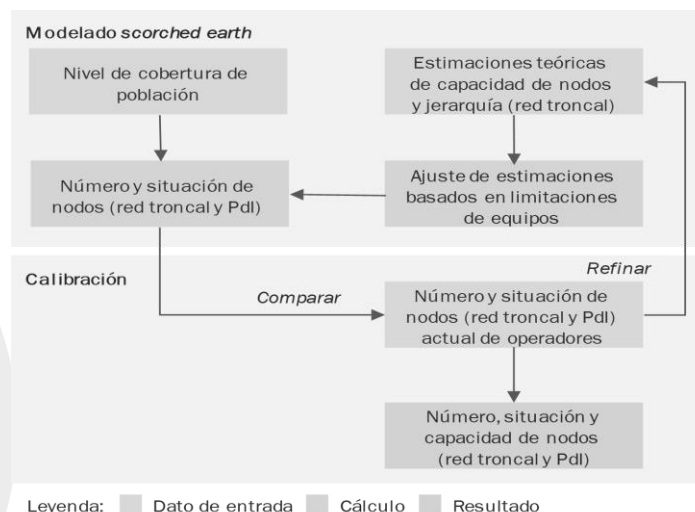 Modelado scorched earth
Nivel de cobertura de
población
Estimaciones teóricas
de capacidad de nodos
y jerarquía (red troncal)
Número y situación de
nodos (red troncal y PdI)
Ajuste de estimaciones
basados en limitaciones
de equipos
Calibración
Comparar
Refinar
Número y situación de
nodos (red troncal y PdI)
actual de operadores
Número, situación y
capacidad de nodos
(red troncal y PdI)
Leyenda: Dato de entrada Cálculo Resultado